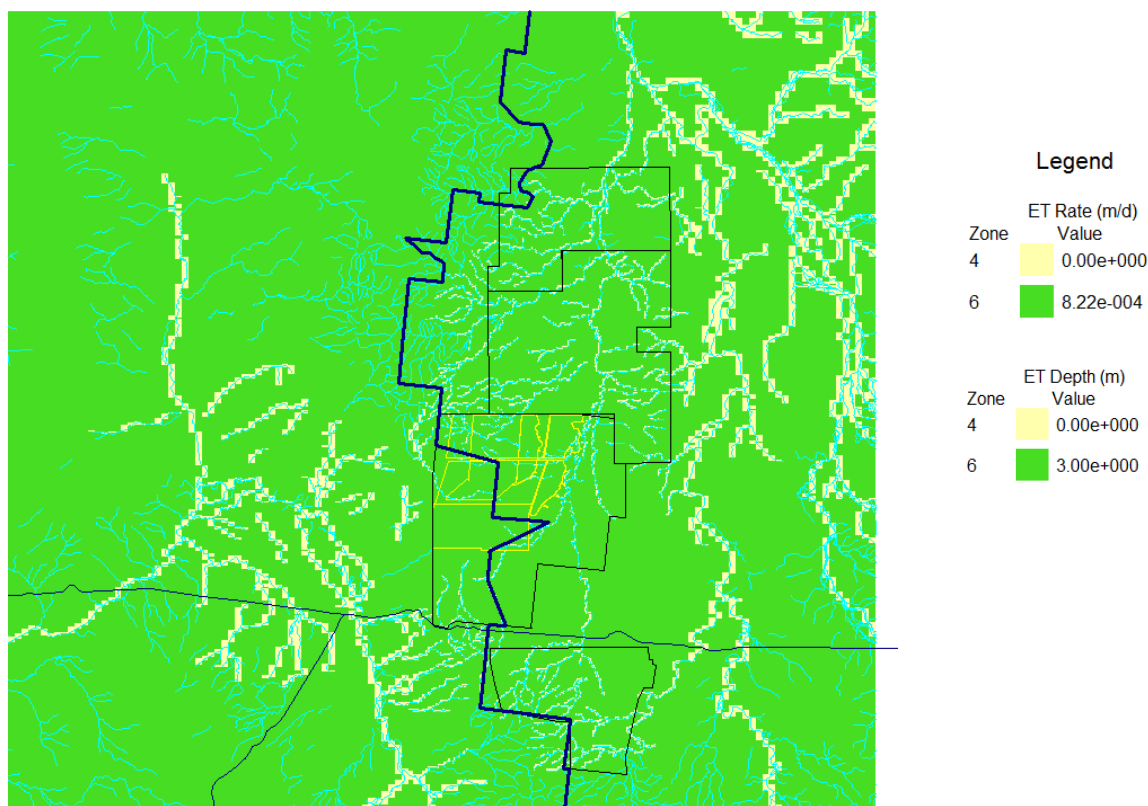 Legend
ET Rate (m/d)
Zone Value
4 0.00e+000
6 8.22e-004
ET Depth (m)
Zone Value
4 0.00e+000
6 3.00e+000